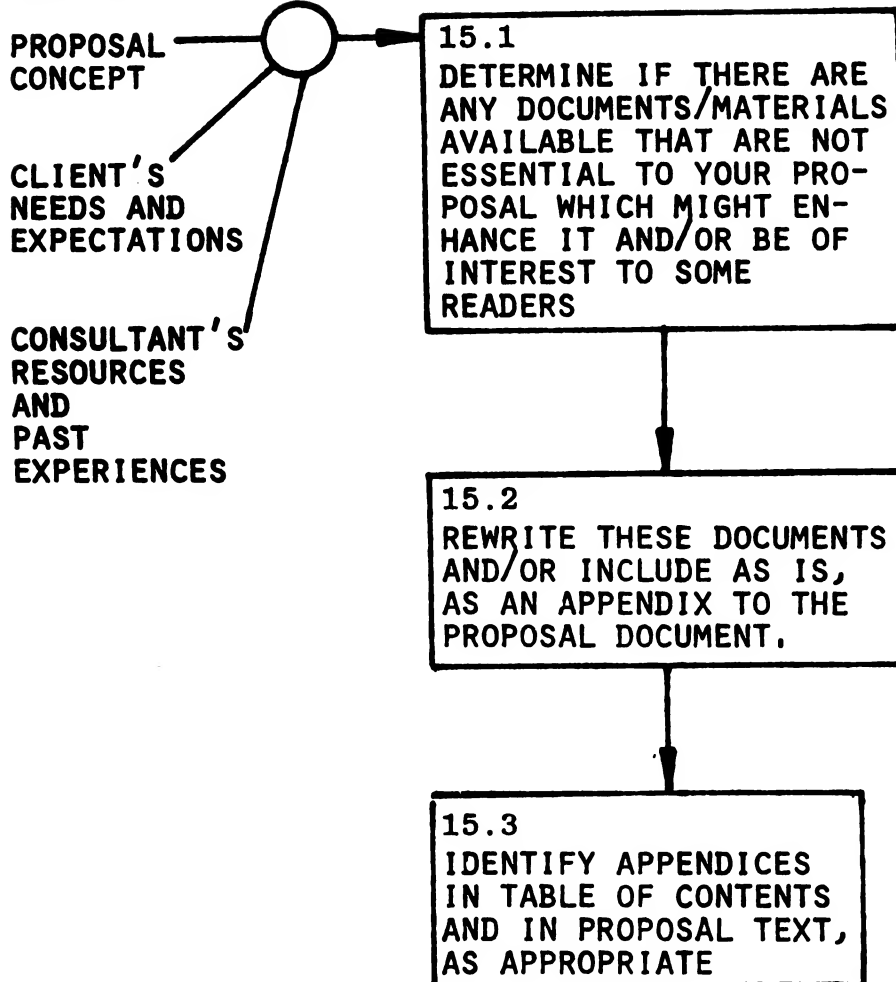 PROPOSAL
CONCEPT
CLIENT'S
NEEDS AND
EXPECTATIONS
CONSULTANT'S
RESOURCES
AND
PAST
EXPERIENCES
15.1
DETERMINE IF THERE ARE
ANY DOCUMENTS/MATERIALS
AVAILABLE THAT ARE NOT
ESSENTIAL TO YOUR PRO-
POSAL WHICH MIGHT EN-
HANCE IT AND/OR BE OF
INTEREST TO SOME
READERS
15.2
REWRITE THESE DOCUMENTS
AND/OR INCLUDE AS IS,
AS AN APPENDIX TO THE
PROPOSAL DOCUMENT.
15.3
IDENTIFY APPENDICES
IN TABLE OF CONTENTS
AND IN PROPOSAL TEXT,
AS APPROPRIATE